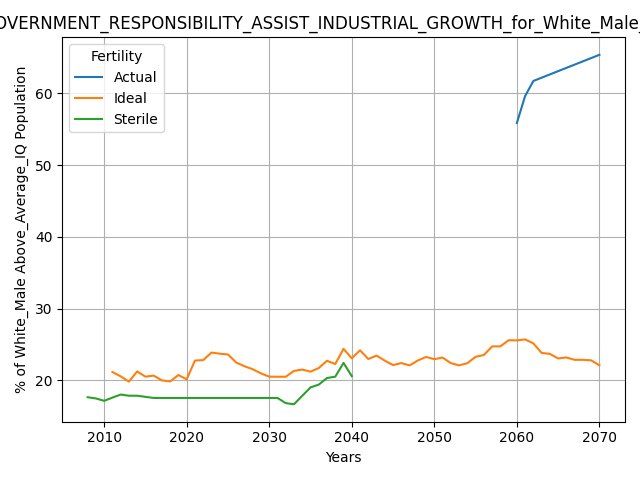 OVERNMENT_RESPONSIBILITY_ASSIST_INDUSTRIAL_GROWTH_for_White_Male_
Fertility
Actual
Ideal
Sterile
% of White_Male Above_Average_IQ Population
60
50
40
30
20
2010 2020 2030 2040 2050 2060 2070
Years